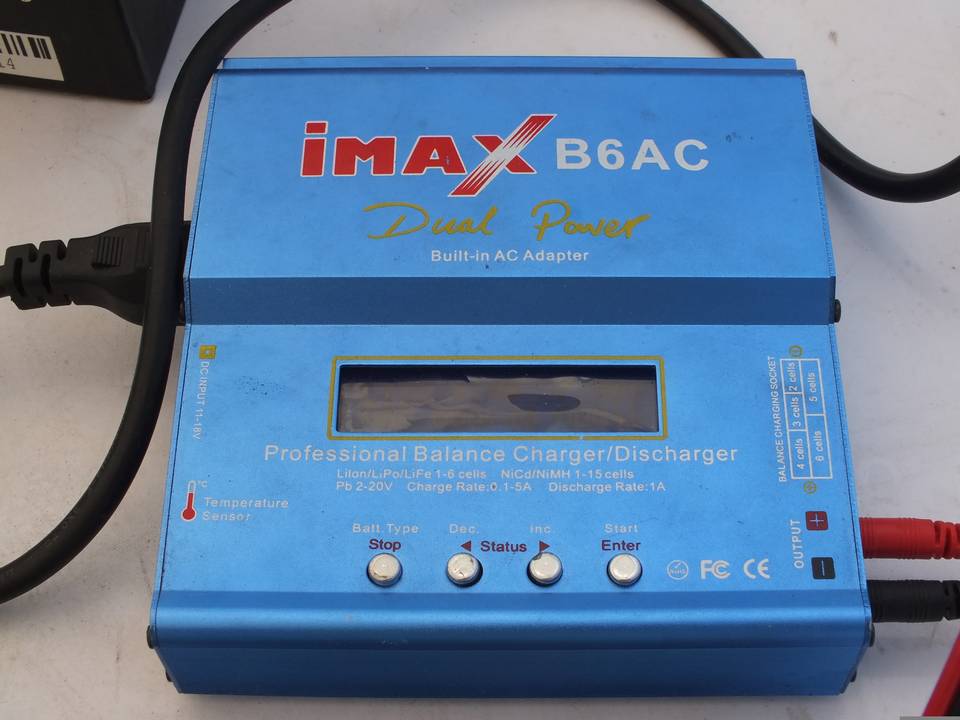 4
iMAX B6AC
Dual Power
Built-in AC Adapter
DC INPUT 11-18V
BALANCE CHARGING SOCKET
2 cells
3 cells
4 cells
5 cells
6 cells
Professional Balance Charger/Discharger
LiIon/LiPo/LiFe 1-6 cells NiCd/NiMH 1-15 cells
Pb 2-20V Charge Rate:0.1-5A Discharge Rate:1A
°C
Temperature
Sensor
OUTPUT
+
−
Batt.Type Dec. Inc. Start
Stop ◀ Status ▶ Enter
RoHS FC CE